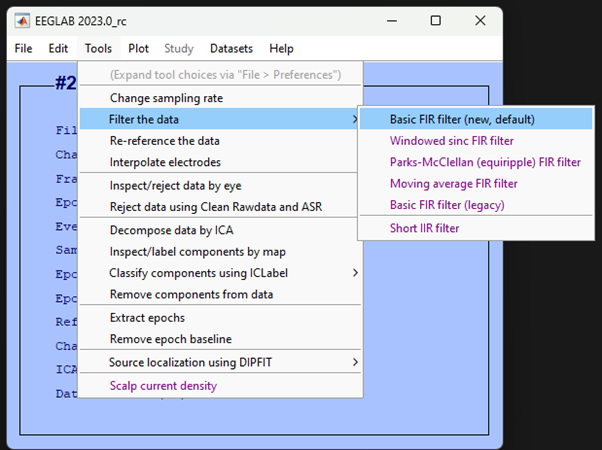 EEGLAB 2023.0_rc
File Edit Tools Plot Study Datasets Help
#2
(Expand tool choices via "File > Preferences")
Change sampling rate
Filter the data
Re-reference the data
Interpolate electrodes
Inspect/reject data by eye
Reject data using Clean Rawdata and ASR
Decompose data by ICA
Inspect/label components by map
Classify components using ICLabel
Remove components from data
Extract epochs
Remove epoch baseline
Source localization using DIPFIT
Scalp current density
Basic FIR filter (new, default)
Windowed sinc FIR filter
Parks-McClellan (equiripple) FIR filter
Moving average FIR filter
Basic FIR filter (legacy)
Short IIR filter
Fil
Cha
Fra
Epo
Eve
Sam
Epo
Epo
Ref
Cha
ICA
Dat